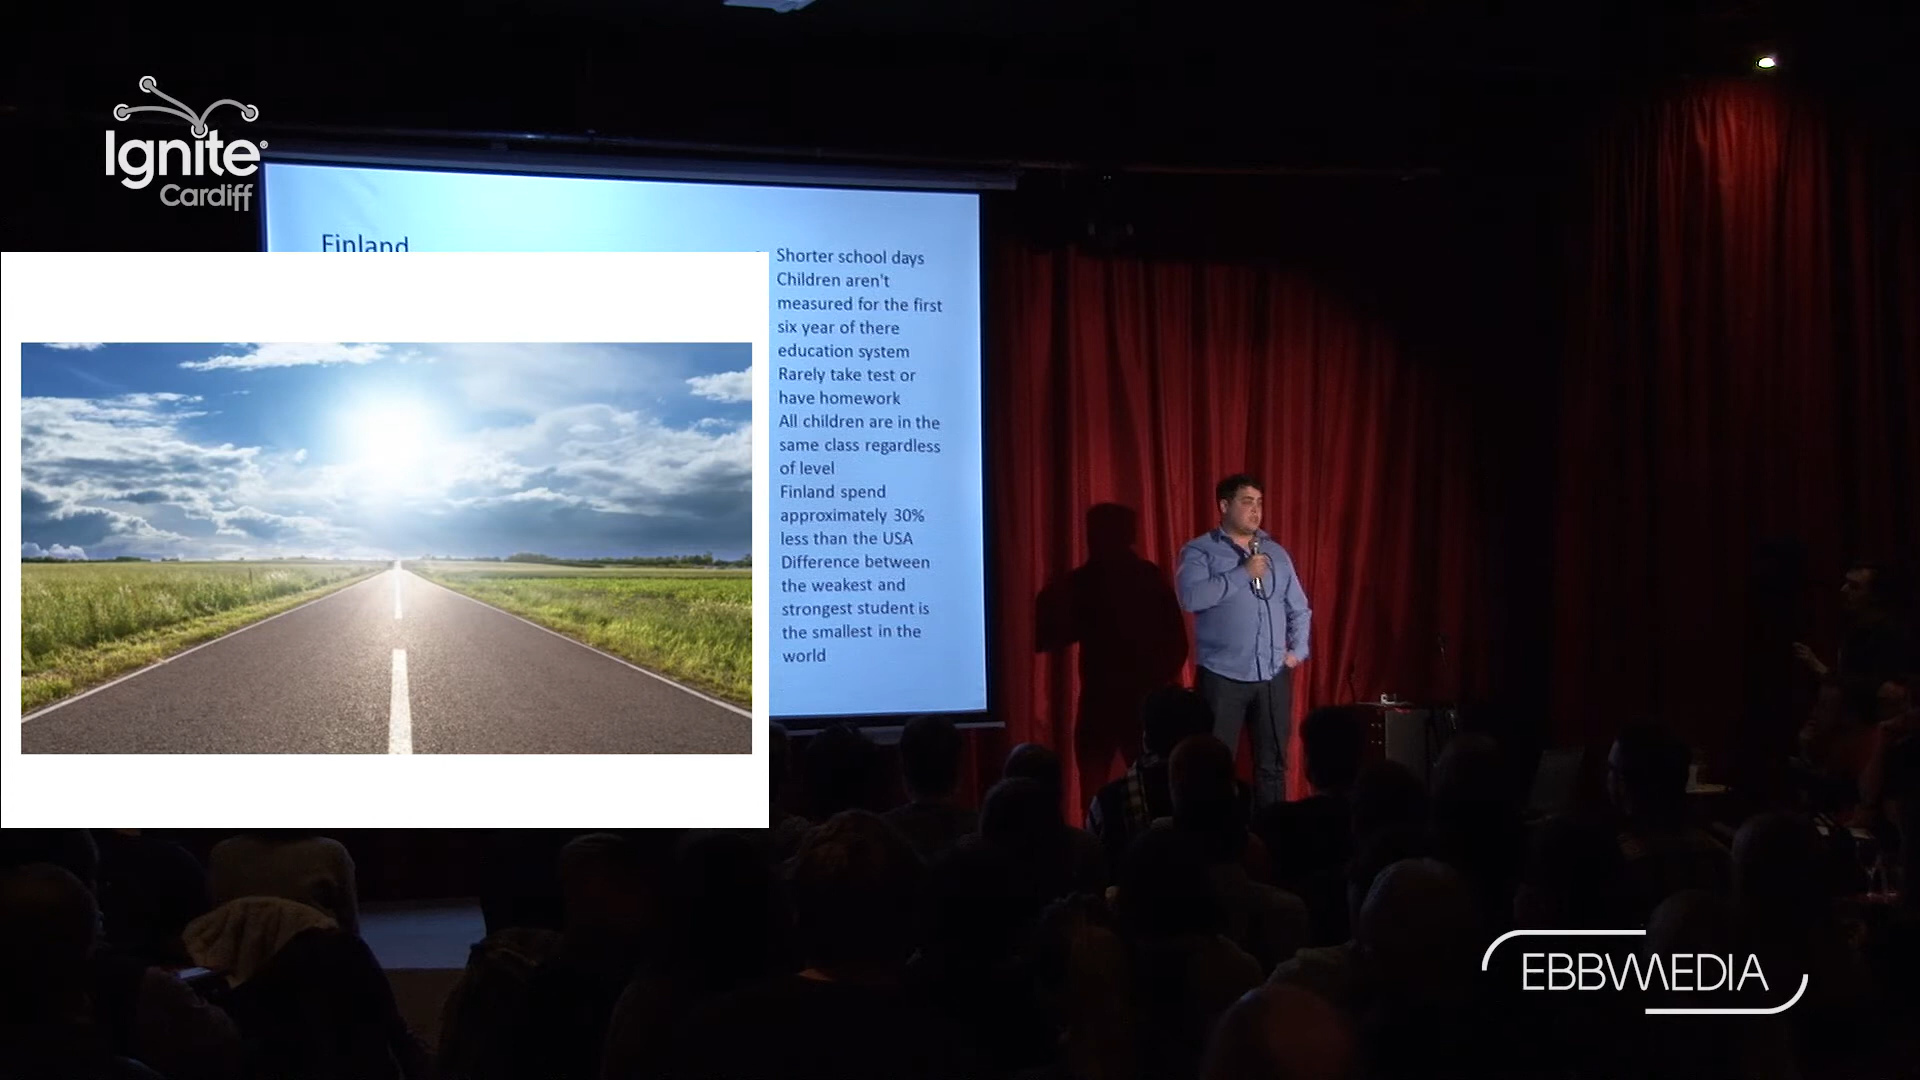 Ignite
Cardiff
Finland
Shorter school days
Children aren't
measured for the first
six year of there
education system
Rarely take test or
have homework
All children are in the
same class regardless
of level
Finland spend
approximately 30%
less than the USA
Difference between
the weakest and
strongest student is
the smallest in the
world
EBBWMEDIA